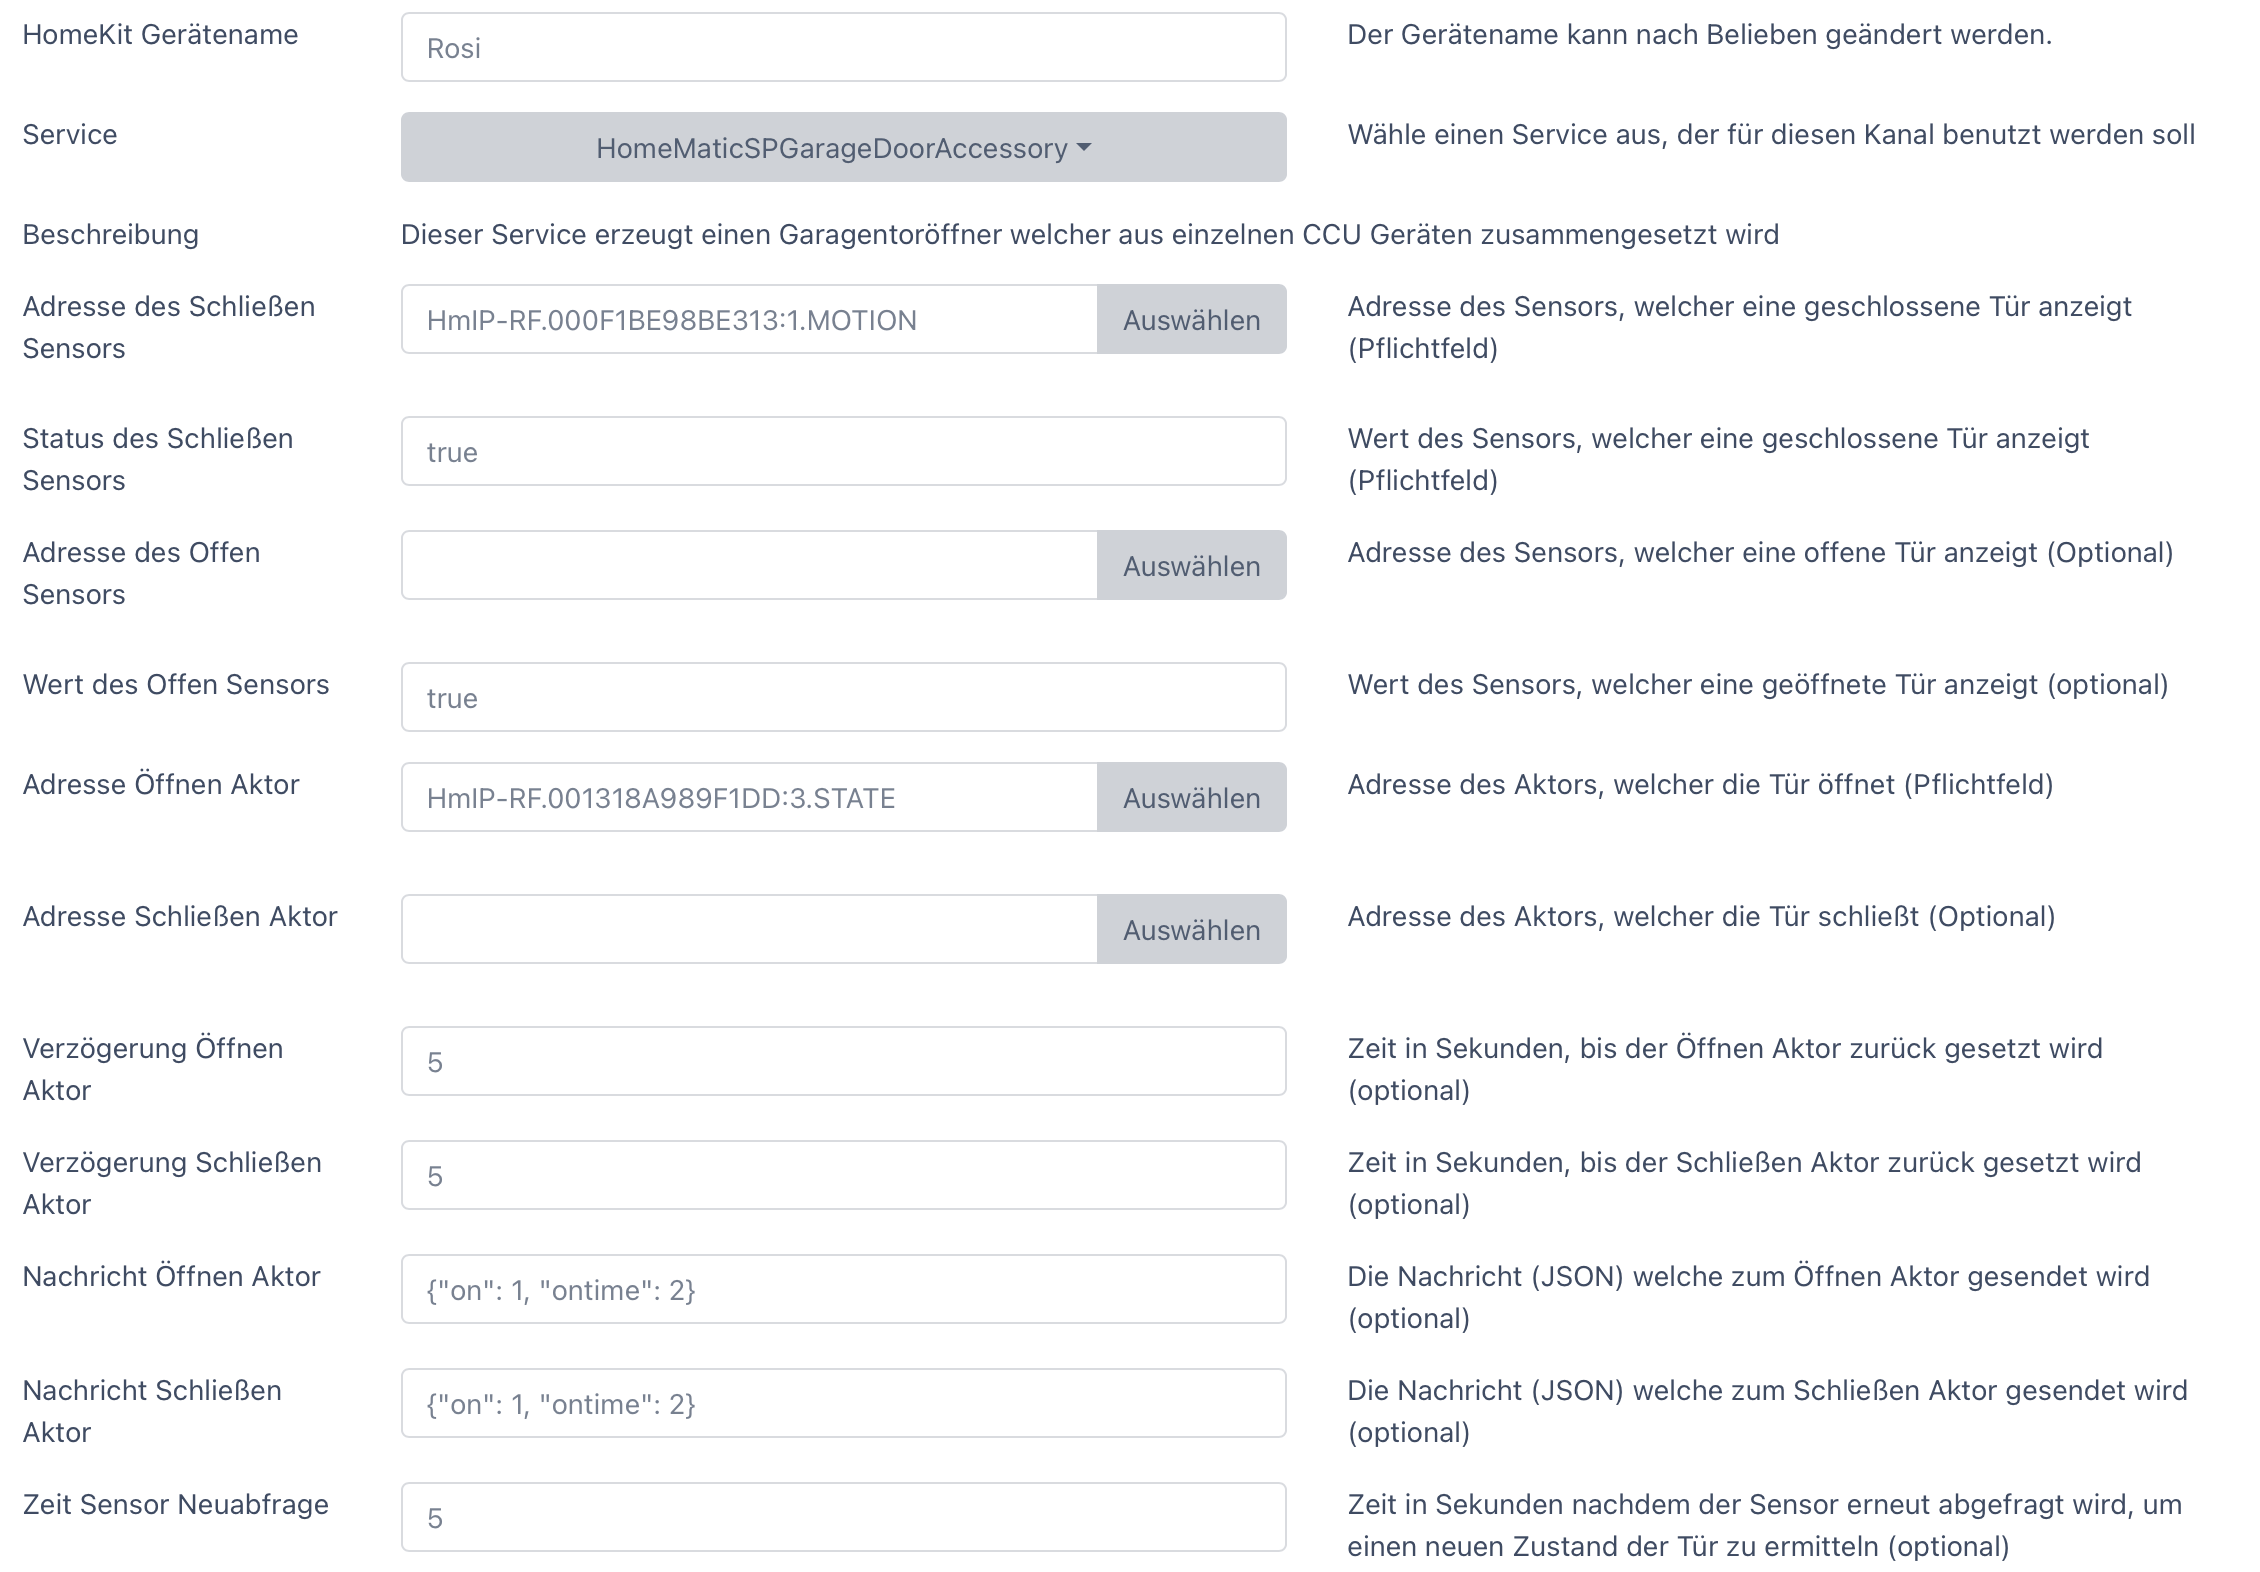 HomeKit Gerätename
Rosi
Der Gerätename kann nach Belieben geändert werden.
Service
HomeMaticSPGarageDoorAccessory
Wähle einen Service aus, der für diesen Kanal benutzt werden soll
Beschreibung
Dieser Service erzeugt einen Garagentoröffner welcher aus einzelnen CCU Geräten zusammengesetzt wird
Adresse des Schließen
Sensors
HmIP-RF.000F1BE98BE313:1.MOTION
Auswählen
Adresse des Sensors, welcher eine geschlossene Tür anzeigt
(Pflichtfeld)
Status des Schließen
Sensors
true
Wert des Sensors, welcher eine geschlossene Tür anzeigt
(Pflichtfeld)
Adresse des Offen
Sensors
Auswählen
Adresse des Sensors, welcher eine offene Tür anzeigt (Optional)
Wert des Offen Sensors
true
Wert des Sensors, welcher eine geöffnete Tür anzeigt (optional)
Adresse Öffnen Aktor
HmIP-RF.001318A989F1DD:3.STATE
Auswählen
Adresse des Aktors, welcher die Tür öffnet (Pflichtfeld)
Adresse Schließen Aktor
Auswählen
Adresse des Aktors, welcher die Tür schließt (Optional)
Verzögerung Öffnen
Aktor
5
Zeit in Sekunden, bis der Öffnen Aktor zurück gesetzt wird
(optional)
Verzögerung Schließen
Aktor
5
Zeit in Sekunden, bis der Schließen Aktor zurück gesetzt wird
(optional)
Nachricht Öffnen Aktor
{"on": 1, "ontime": 2}
Die Nachricht (JSON) welche zum Öffnen Aktor gesendet wird
(optional)
Nachricht Schließen
Aktor
{"on": 1, "ontime": 2}
Die Nachricht (JSON) welche zum Schließen Aktor gesendet wird
(optional)
Zeit Sensor Neuabfrage
5
Zeit in Sekunden nachdem der Sensor erneut abgefragt wird, um
einen neuen Zustand der Tür zu ermitteln (optional)